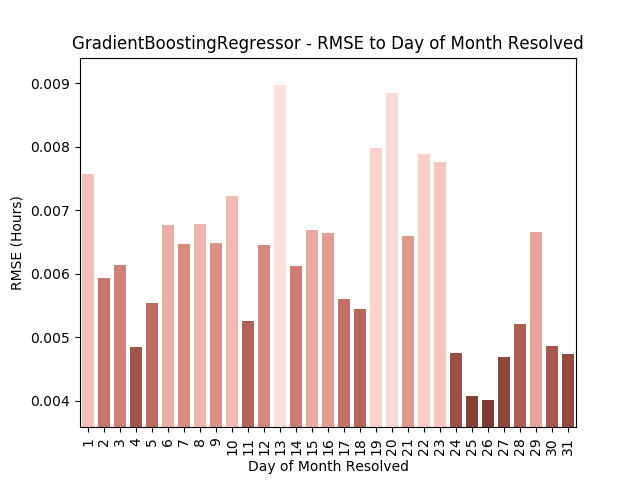 GradientBoostingRegressor - RMSE to Day of Month Resolved
0.009
0.008
0.007
0.006
0.005
0.004
RMSE (Hours)
1 2 3 4 5 6 7 8 9 10 11 12 13 14 15 16 17 18 19 20 21 22 23 24 25 26 27 28 29 30 31
Day of Month Resolved